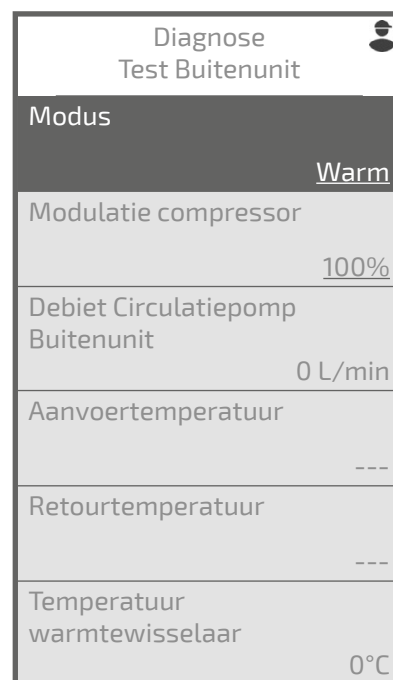 Diagnose
Test Buitenunit
Modus
Warm
Modulatie compressor
100%
Debiet Circulatiepomp
Buitenunit
0 L/min
Aanvoertemperatuur
---
Retourtemperatuur
---
Temperatuur
warmtewisselaar
0°C